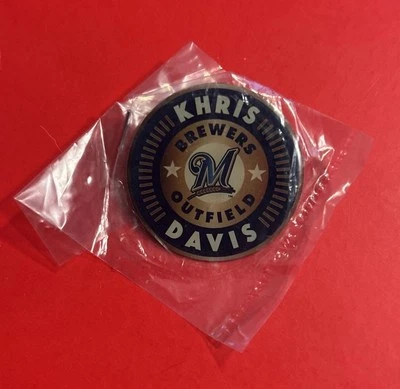 KHRIS
BREWERS
M
OUTFIELD
DAVIS